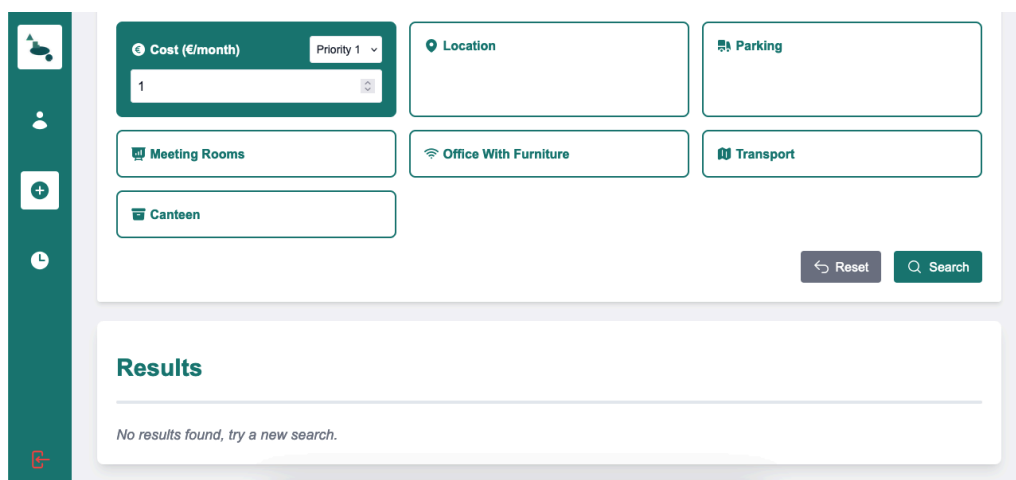 Cost (€/month)
Priority 1
1
Location
Parking
Meeting Rooms
Office With Furniture
Transport
Canteen
Reset
Search
Results
No results found, try a new search.